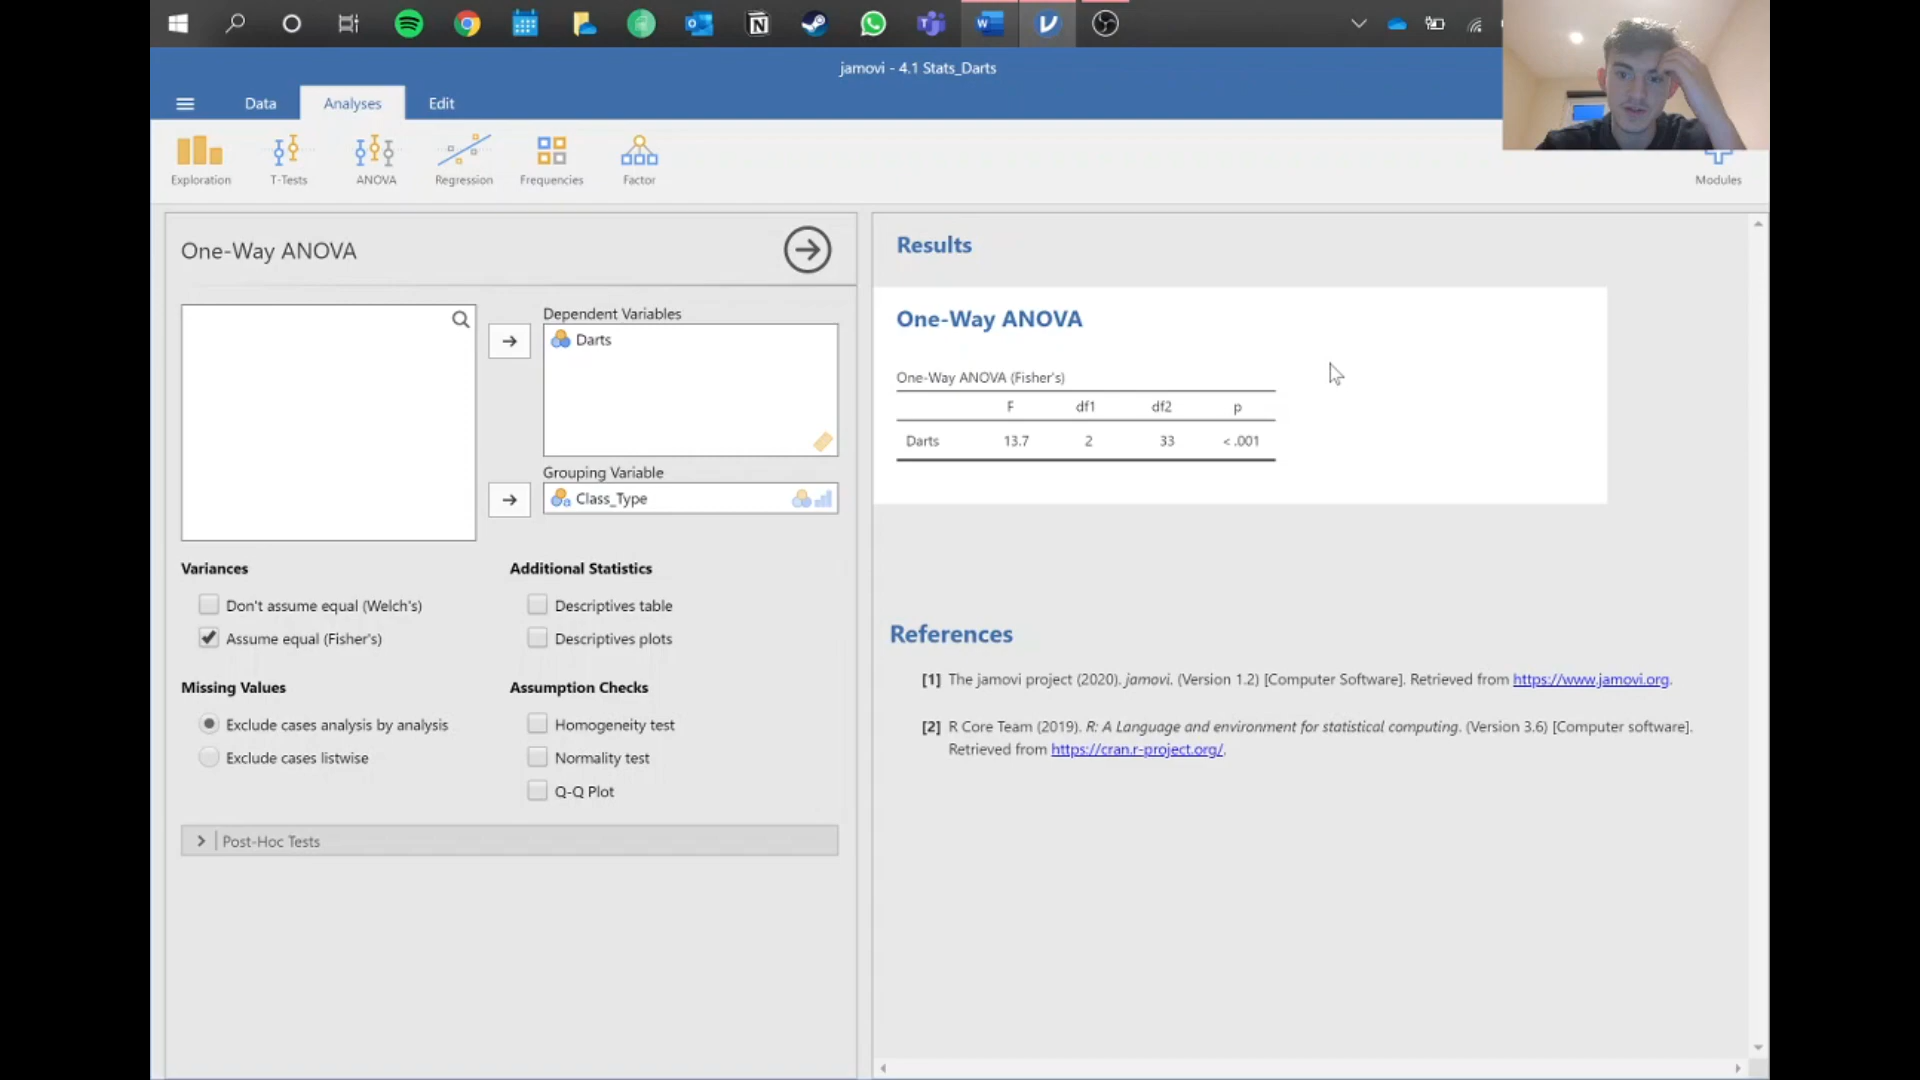 jamovi - 4.1 Stats_Darts
Data
Analyses
Edit
Exploration
T-Tests
ANOVA
Regression
Frequencies
Factor
Modules
One-Way ANOVA
Dependent Variables
Darts
Grouping Variable
Class_Type
Variances
Don't assume equal (Welch's)
Assume equal (Fisher's)
Additional Statistics
Descriptives table
Descriptives plots
Missing Values
Exclude cases analysis by analysis
Exclude cases listwise
Assumption Checks
Homogeneity test
Normality test
Q-Q Plot
Post-Hoc Tests
Results
One-Way ANOVA
One-Way ANOVA (Fisher's)
F df1 df2 p
Darts 13.7 2 33 < .001
References
[1] The jamovi project (2020). jamovi. (Version 1.2) [Computer Software]. Retrieved from https://www.jamovi.org.
[2] R Core Team (2019). R: A Language and environment for statistical computing. (Version 3.6) [Computer software].
Retrieved from https://cran.r-project.org/.